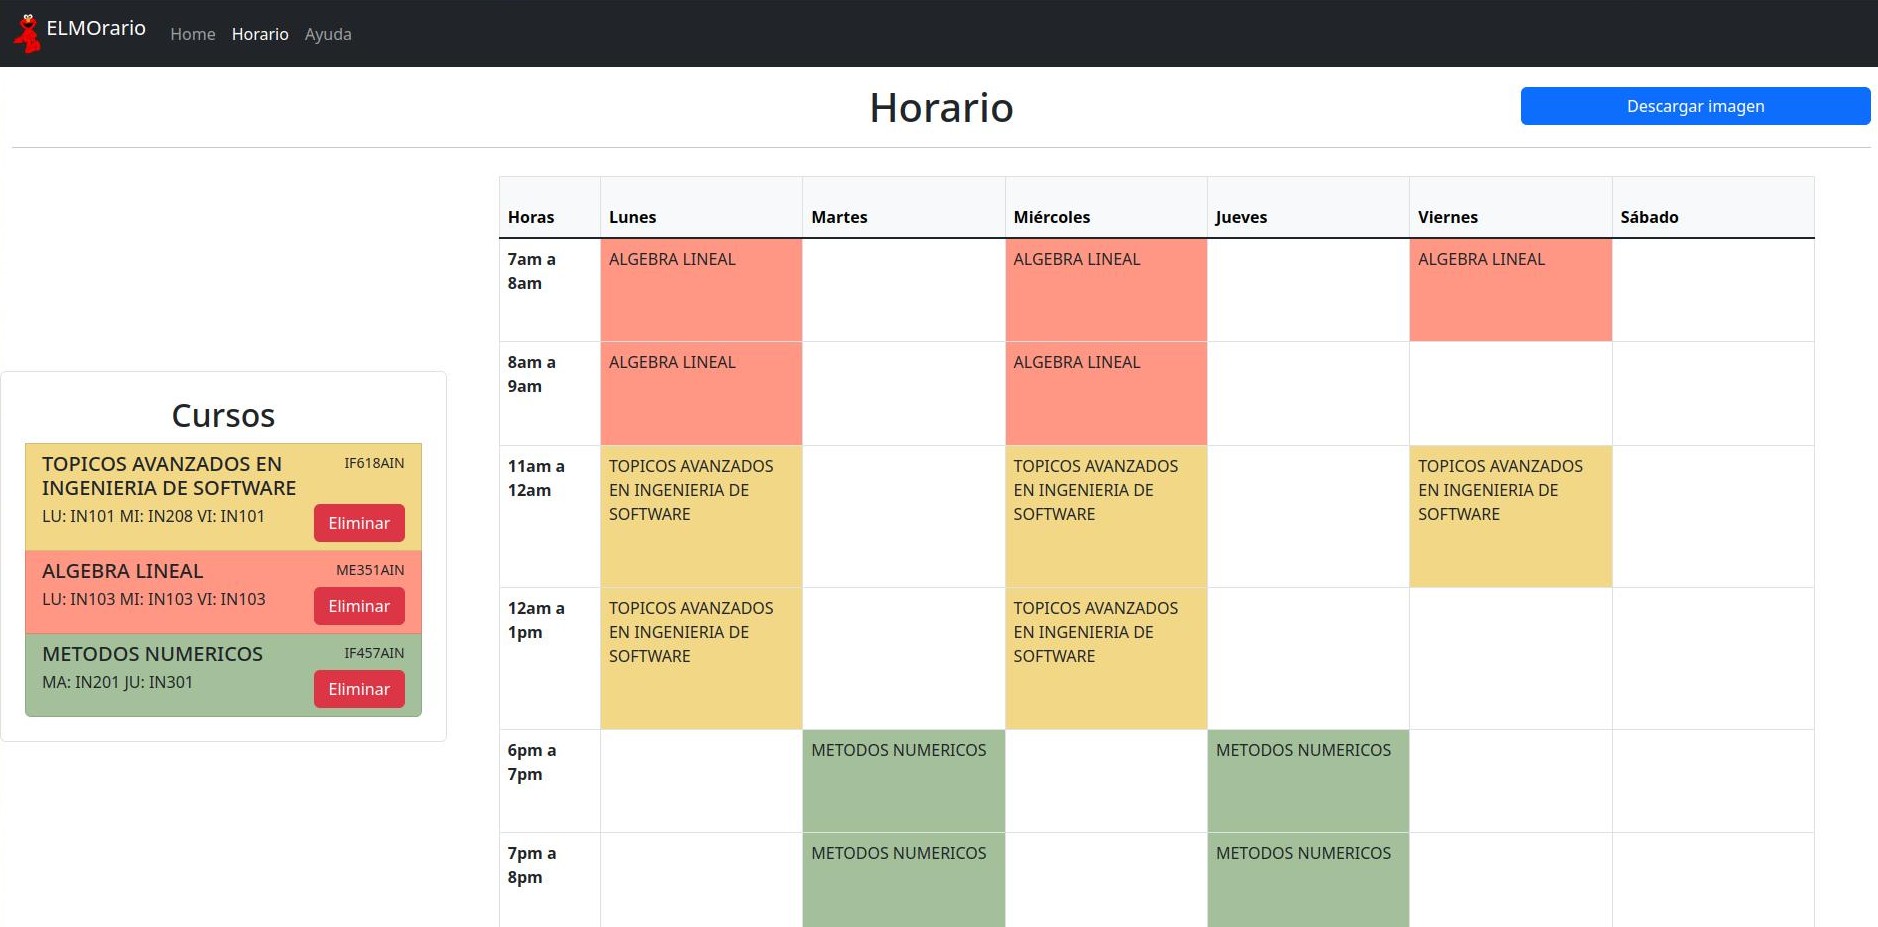 ELMOrario
Home Horario Ayuda
Horario
Descargar imagen
Cursos
TOPICOS AVANZADOS EN
INGENIERIA DE SOFTWARE
IF618AIN
LU: IN101 MI: IN208 VI: IN101
Eliminar
ALGEBRA LINEAL
ME351AIN
LU: IN103 MI: IN103 VI: IN103
Eliminar
METODOS NUMERICOS
IF457AIN
MA: IN201 JU: IN301
Eliminar
Horas Lunes Martes Miércoles Jueves Viernes Sábado
7am a
8am
ALGEBRA LINEAL
ALGEBRA LINEAL
ALGEBRA LINEAL
8am a
9am
ALGEBRA LINEAL
ALGEBRA LINEAL
11am a
12am
TOPICOS AVANZADOS
EN INGENIERIA DE
SOFTWARE
TOPICOS AVANZADOS
EN INGENIERIA DE
SOFTWARE
TOPICOS AVANZADOS
EN INGENIERIA DE
SOFTWARE
12am a
1pm
TOPICOS AVANZADOS
EN INGENIERIA DE
SOFTWARE
TOPICOS AVANZADOS
EN INGENIERIA DE
SOFTWARE
6pm a
7pm
METODOS NUMERICOS
METODOS NUMERICOS
7pm a
8pm
METODOS NUMERICOS
METODOS NUMERICOS